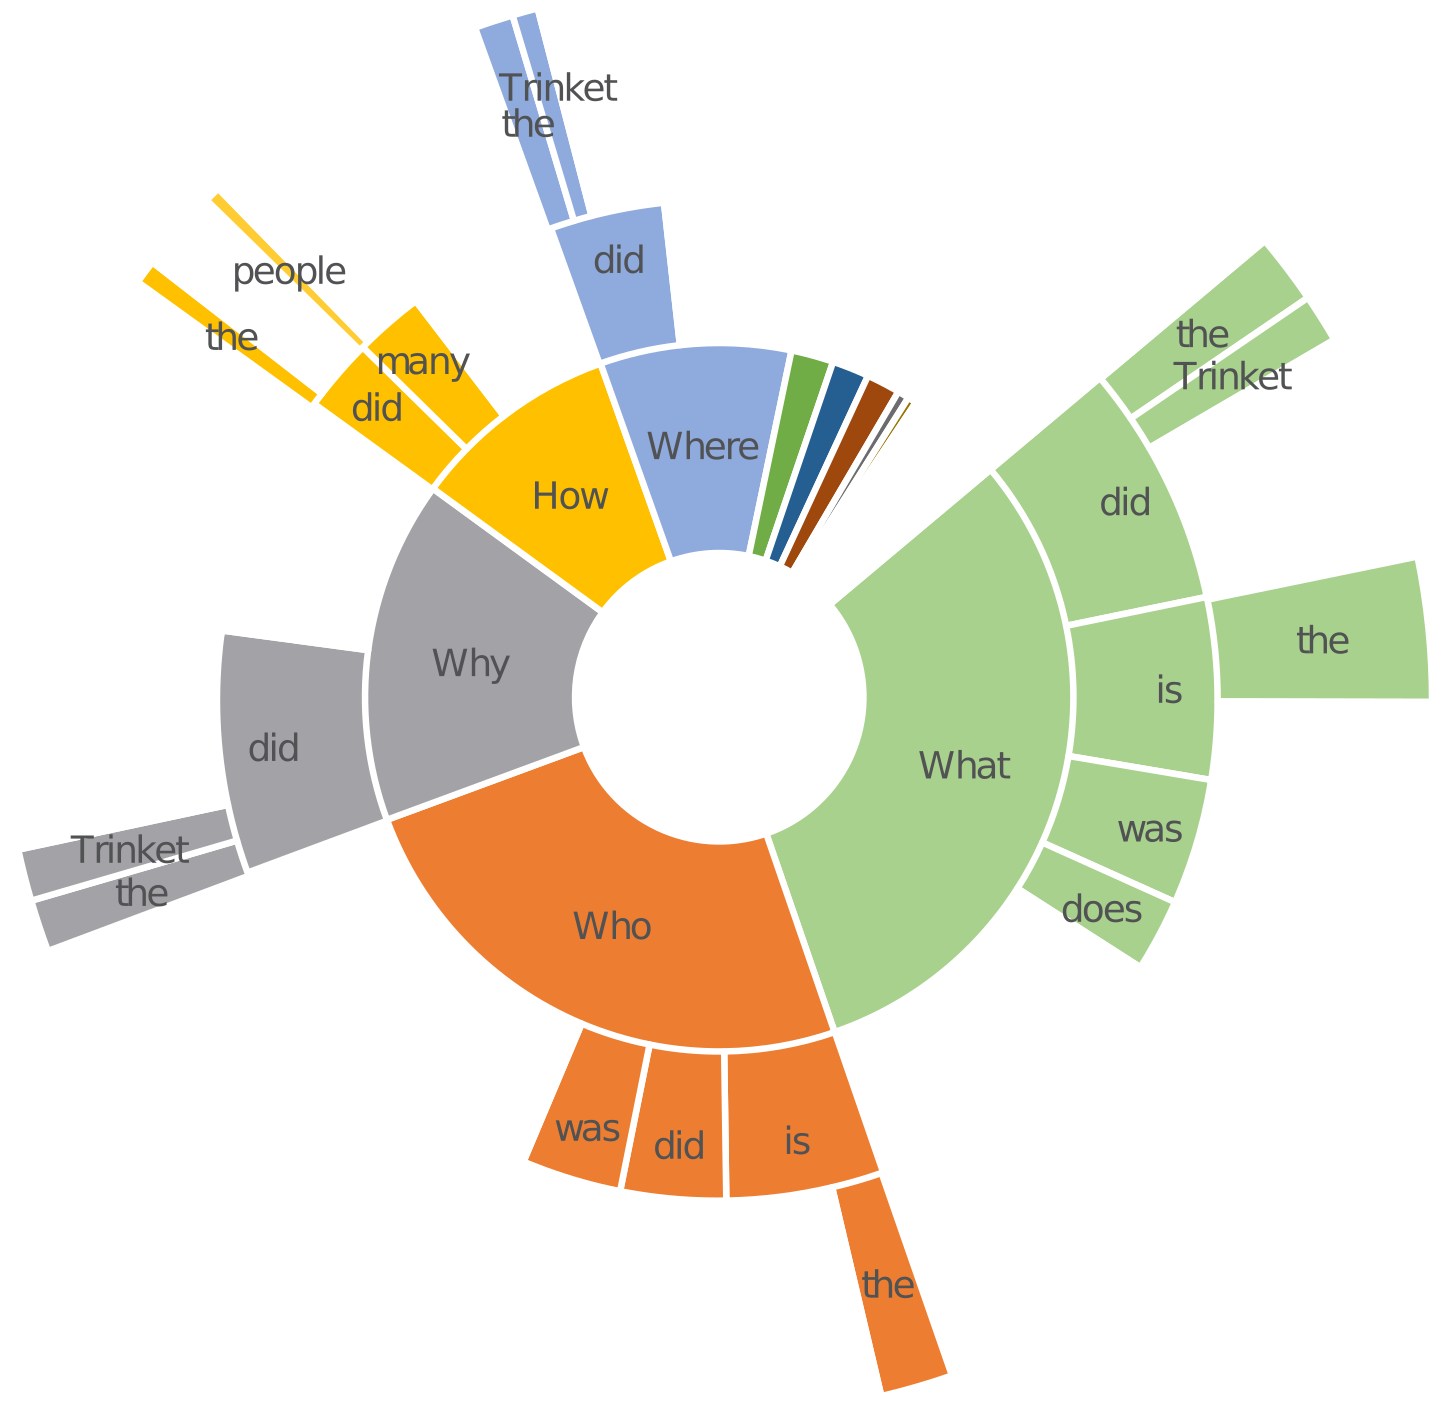 Trinket
the
did
Where
people
the
many
did
How
the
Trinket
did
the
is
What
was
does
Why
did
Trinket
the
Who
was
did
is
the